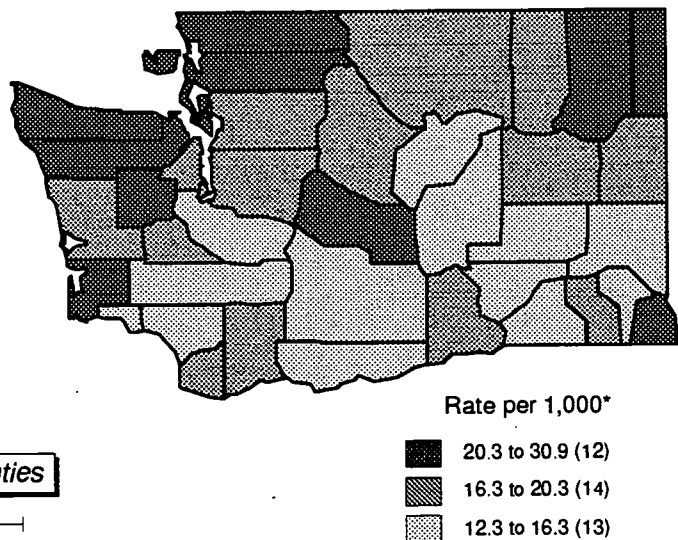 Rate per 1,000*
20.3 to 30.9 (12)
16.3 to 20.3 (14)
12.3 to 16.3 (13)